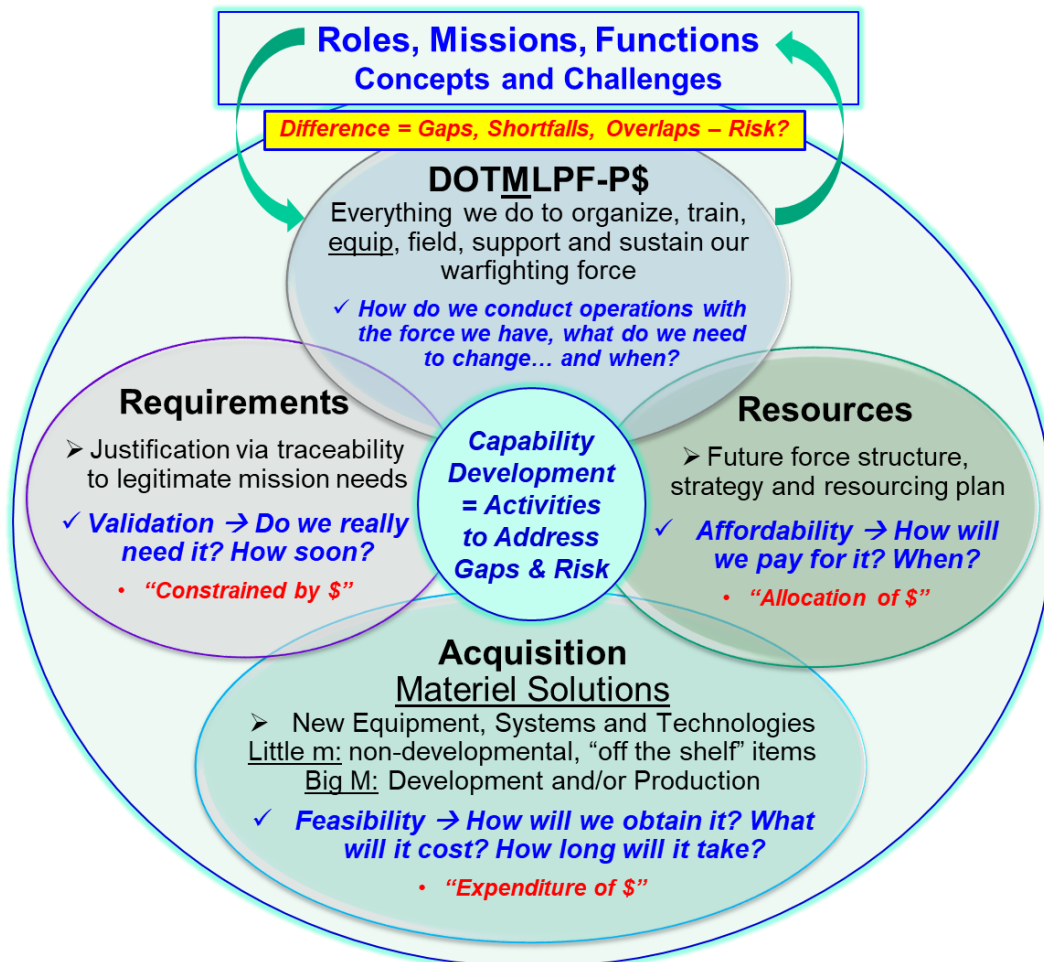 Roles, Missions, Functions
Concepts and Challenges
Difference = Gaps, Shortfalls, Overlaps – Risk?
DOTMLPF-P$
Everything we do to organize, train,
equip, field, support and sustain our
warfighting force
✓ How do we conduct operations with
the force we have, what do we need
to change… and when?
Requirements
➢ Justification via traceability
to legitimate mission needs
✓ Validation → Do we really
need it? How soon?
• “Constrained by $”
Capability
Development
= Activities
to Address
Gaps & Risk
Resources
➢ Future force structure,
strategy and resourcing plan
✓ Affordability → How will
we pay for it? When?
• “Allocation of $”
Acquisition
Materiel Solutions
➢ New Equipment, Systems and Technologies
Little m: non-developmental, “off the shelf” items
Big M: Development and/or Production
✓ Feasibility → How will we obtain it? What
will it cost? How long will it take?
• “Expenditure of $”